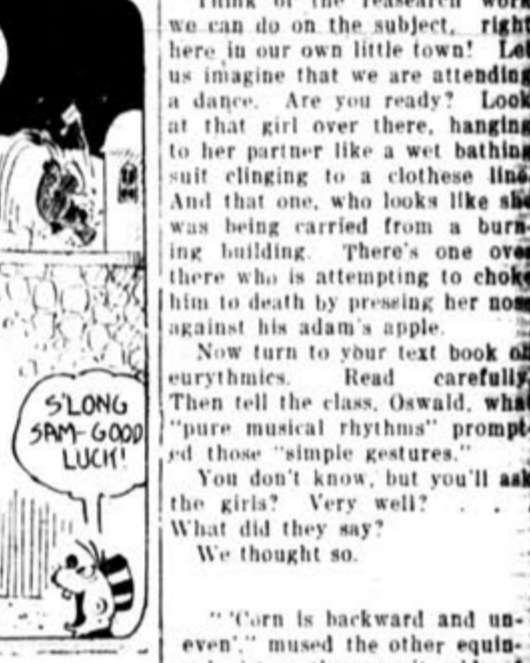 S'LONG
SAM- GOOD
LUCK!
Think of the reasearch work
we can do on the subject, right
here in our own little town! Let
us imagine that we are attending
a dance. Are you ready? Look
at that girl over there, hanging
to her partner like a wet bathing
suit clinging to a clothese line.
And that one, who looks like she
was being carried from a burn-
ing building. There's one over
there who is attempting to choke
him to death by pressing her nose
against his adam's apple.
Now turn to your text book on
eurythmics. Read carefully.
Then tell the class, Oswald, what
"pure musical rhythms" prompt-
ed those "simple gestures."
You don't know, but you'll ask
the girls? Very well? . . .
What did they say?
We thought so.
" 'Corn is backward and un-
even'," mused the other equin-